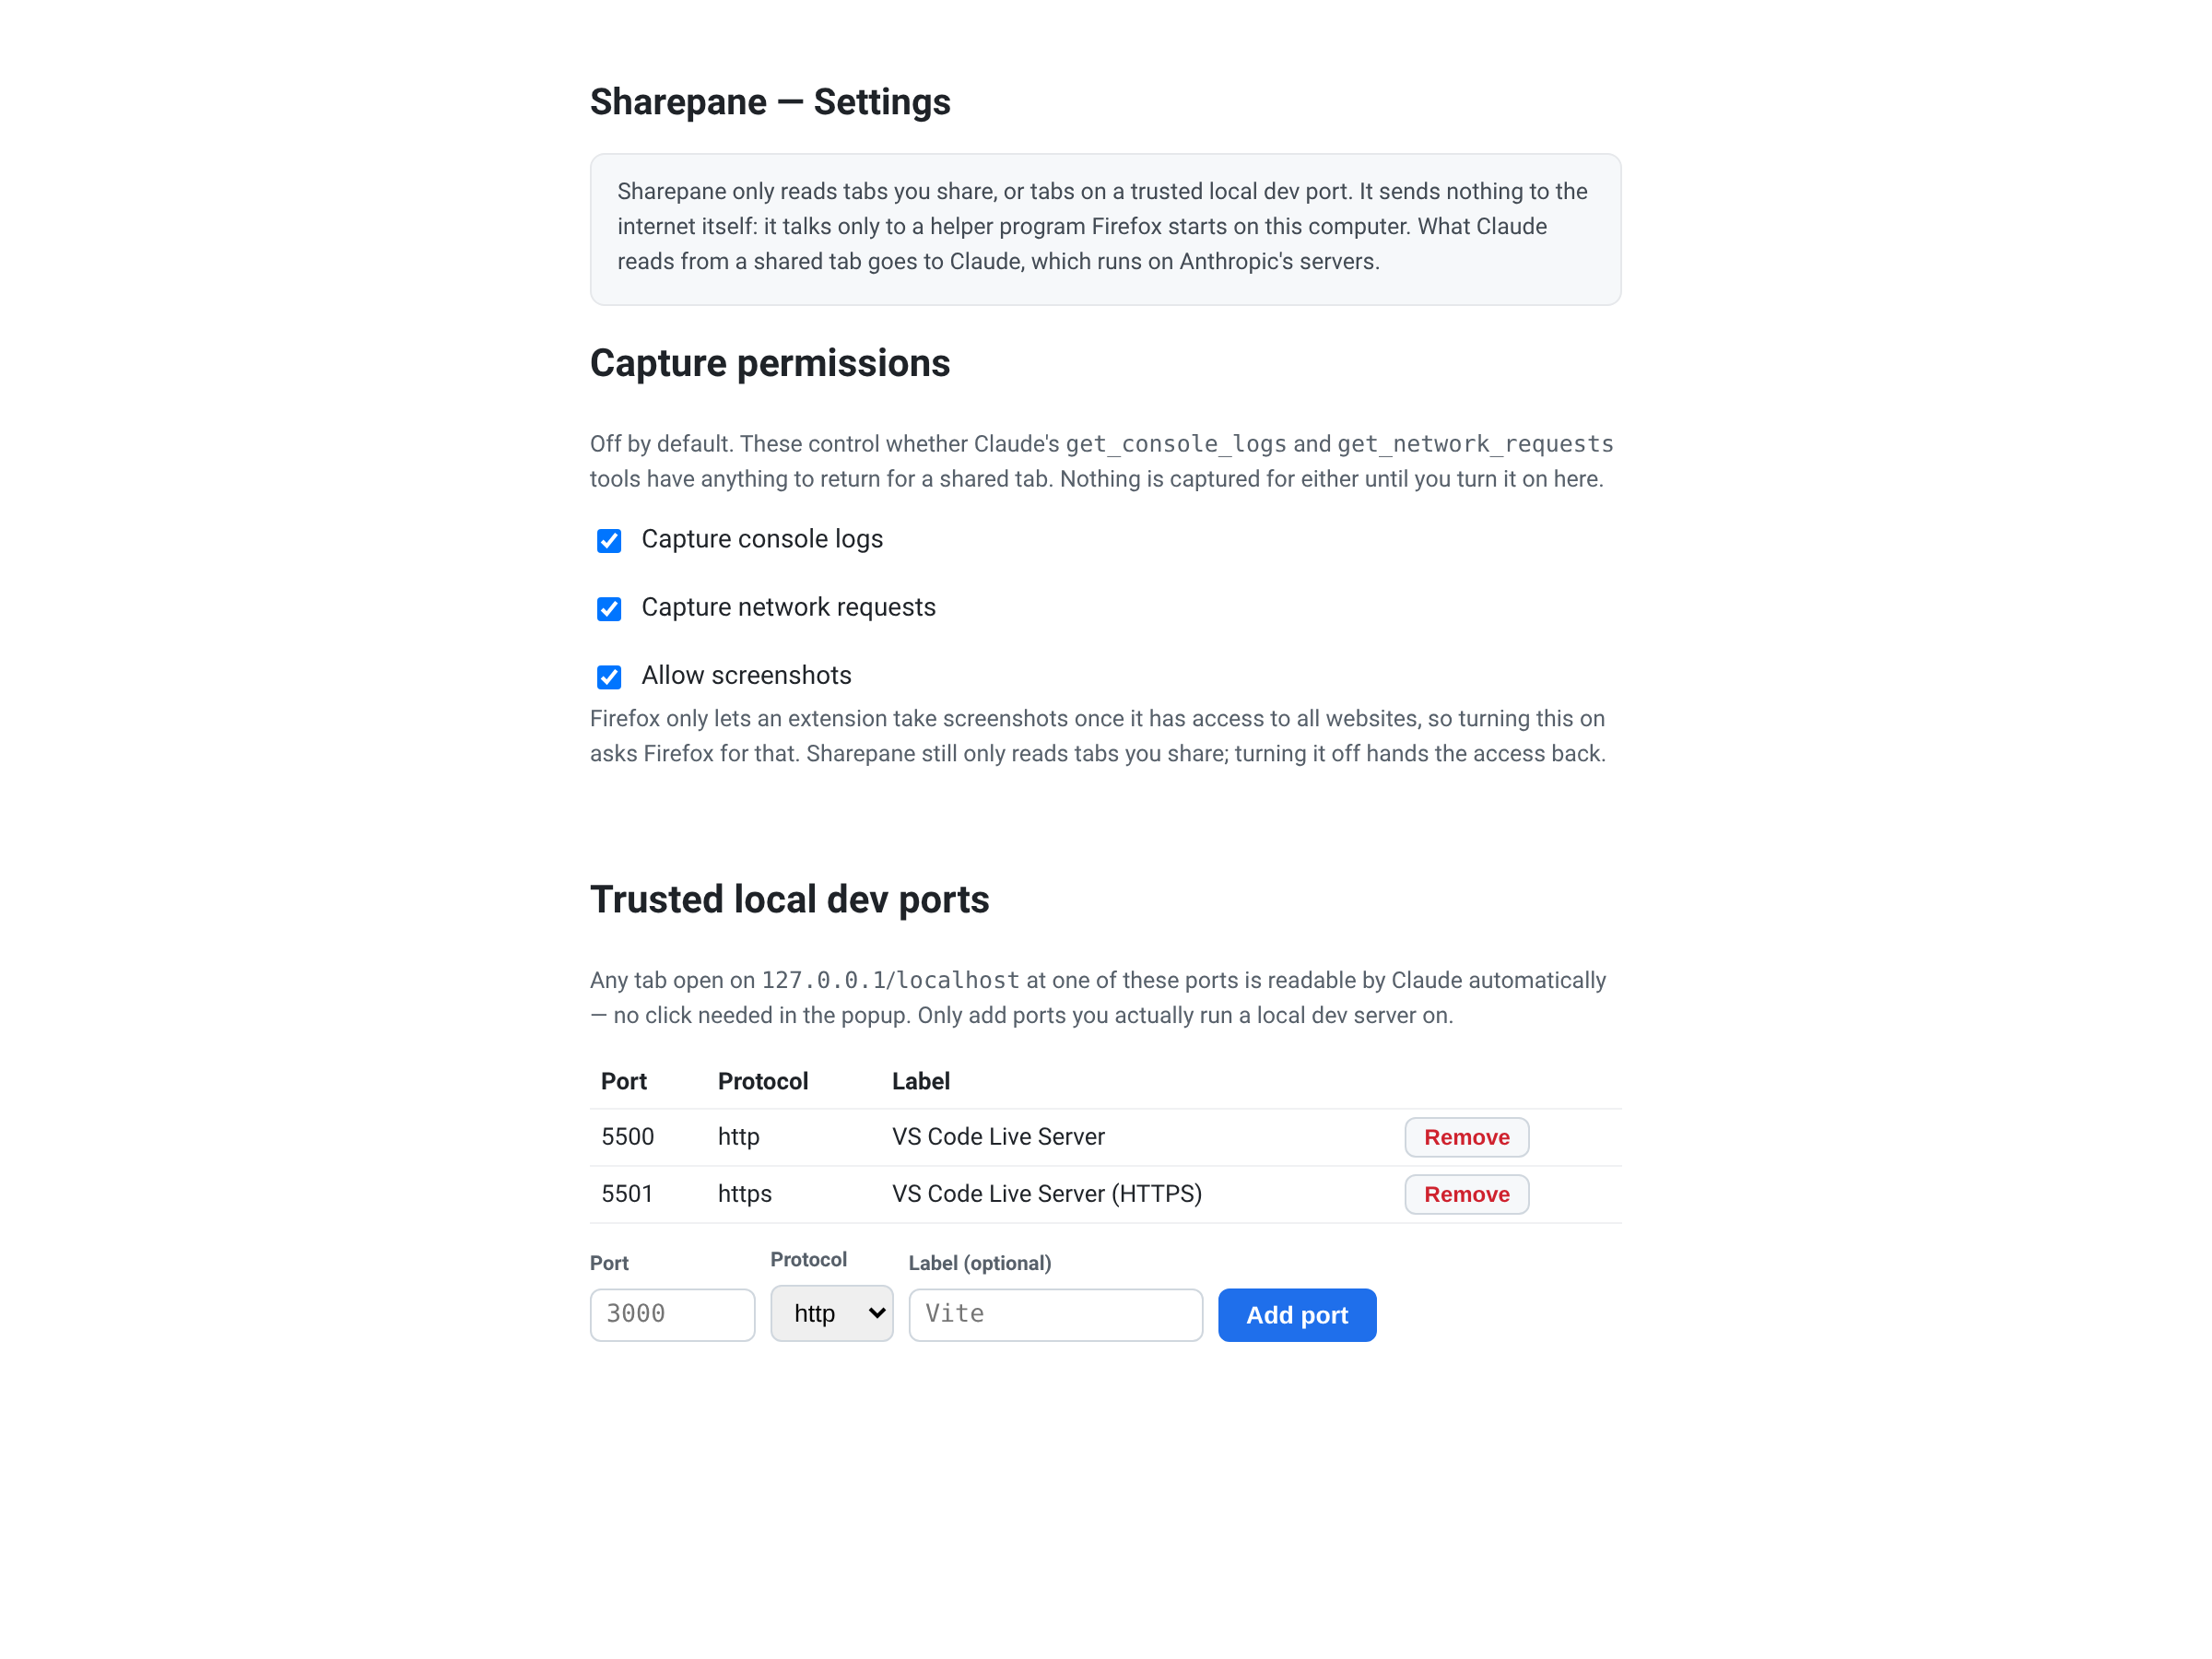 Sharepane — Settings
Sharepane only reads tabs you share, or tabs on a trusted local dev port. It sends nothing to the
internet itself: it talks only to a helper program Firefox starts on this computer. What Claude
reads from a shared tab goes to Claude, which runs on Anthropic's servers.
Capture permissions
Off by default. These control whether Claude's get_console_logs and get_network_requests
tools have anything to return for a shared tab. Nothing is captured for either until you turn it on here.
Capture console logs
Capture network requests
Allow screenshots
Firefox only lets an extension take screenshots once it has access to all websites, so turning this on
asks Firefox for that. Sharepane still only reads tabs you share; turning it off hands the access back.
Trusted local dev ports
Any tab open on 127.0.0.1/localhost at one of these ports is readable by Claude automatically
— no click needed in the popup. Only add ports you actually run a local dev server on.
Port Protocol Label
5500 http VS Code Live Server Remove
5501 https VS Code Live Server (HTTPS) Remove
Port Protocol Label (optional)
3000 http Vite Add port